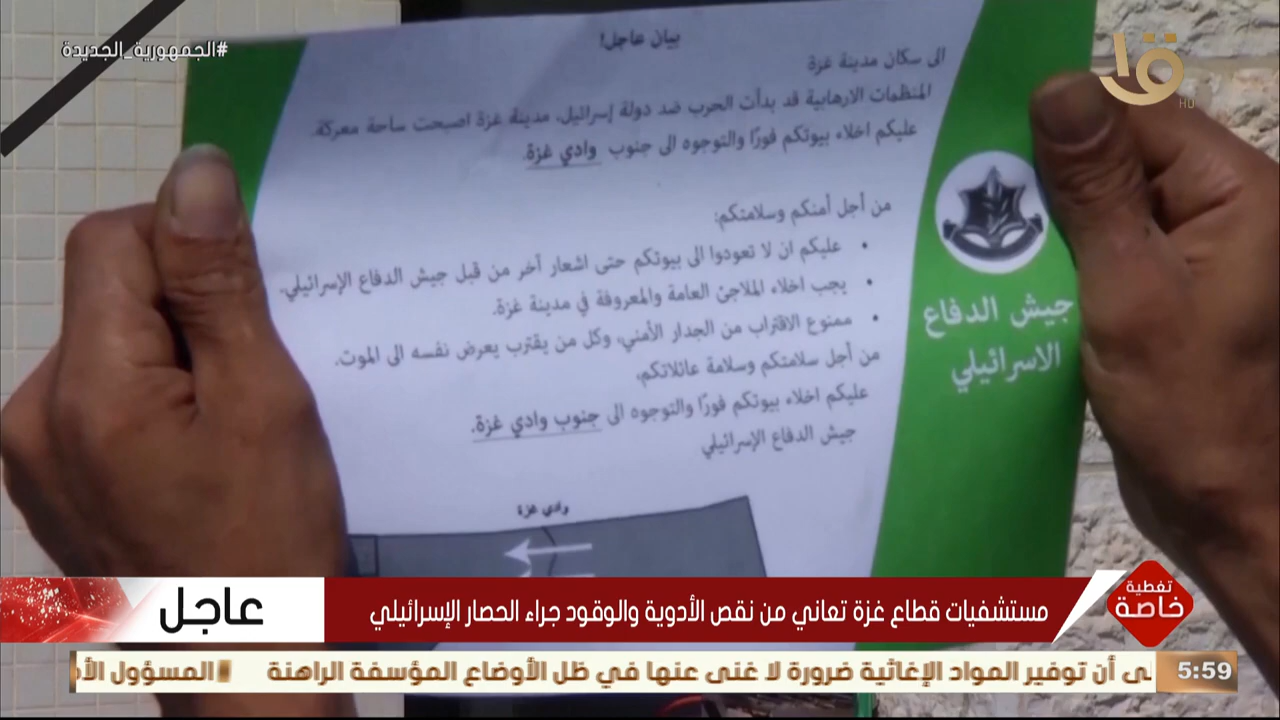 #الجمهورية_الجديدة
HD
بيان عاجل!
الى سكان مدينة غزة
المنظمات الارهابية قد بدأت الحرب ضد دولة إسرائيل، مدينة غزة اصبحت ساحة معركة.
عليكم اخلاء بيوتكم فورًا والتوجوه الى جنوب وادي غزة.
من أجل أمنكم وسلامتكم:
• عليكم ان لا تعودوا الى بيوتكم حتى اشعار آخر من قبل جيش الدفاع الإسرائيلي.
• يجب اخلاء الملاجئ العامة والمعروفة في مدينة غزة.
• ممنوع الاقتراب من الجدار الأمني، وكل من يقترب يعرض نفسه الى الموت.
من أجل سلامتكم وسلامة عائلاتكم،
عليكم اخلاء بيوتكم فورًا والتوجوه الى جنوب وادي غزة.
جيش الدفاع الإسرائيلي
وادي غزة
جيش الدفاع
الاسرائيلي
تغطية
خاصة
مستشفيات قطاع غزة تعاني من نقص الأدوية والوقود جراء الحصار الإسرائيلي
عاجل
5:59
أن توفير المواد الإغاثية ضرورة لا غنى عنها في ظل الأوضاع المؤسفة الراهنة
المسؤول